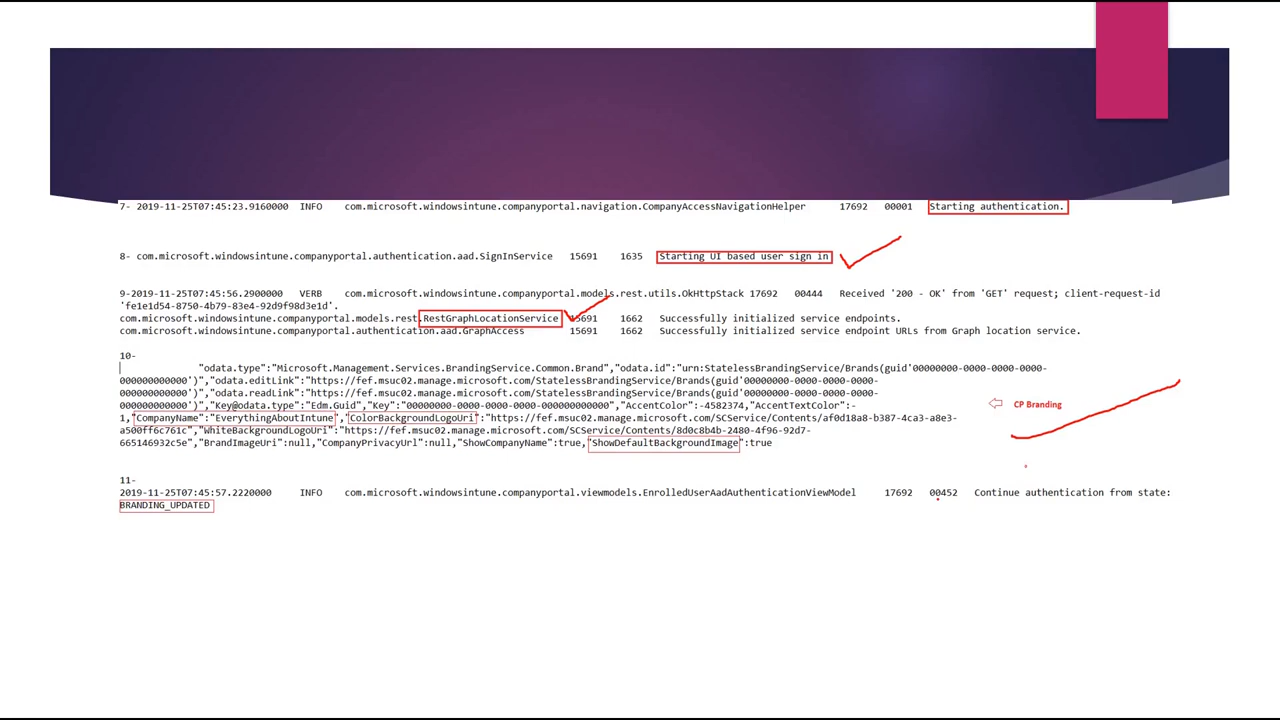 7- 2019-11-25T07:45:23.9160000 INFO com.microsoft.windowsintune.companyportal.navigation.CompanyAccessNavigationHelper 17692 00001 Starting authentication.
8- com.microsoft.windowsintune.companyportal.authentication.aad.SignInService 15691 1635 Starting UI based user sign in
9-2019-11-25T07:45:56.2900000 VERB com.microsoft.windowsintune.companyportal.models.rest.utils.OkHttpStack 17692 00444 Received '200 - OK' from 'GET' request; client-request-id
'fe1e1d54-8750-4b79-83e4-92d9f98d3e1d'.
com.microsoft.windowsintune.companyportal.models.rest.RestGraphLocationService 15691 1662 Successfully initialized service endpoints.
com.microsoft.windowsintune.companyportal.authentication.aad.GraphAccess 15691 1662 Successfully initialized service endpoint URLs from Graph location service.
10-
"odata.type":"Microsoft.Management.Services.BrandingService.Common.Brand","odata.id":"urn:StatelessBrandingService/Brands(guid'00000000-0000-0000-0000-
000000000000')","odata.editLink":"https://fef.msuc02.manage.microsoft.com/StatelessBrandingService/Brands(guid'00000000-0000-0000-0000-
000000000000')","odata.readLink":"https://fef.msuc02.manage.microsoft.com/StatelessBrandingService/Brands(guid'00000000-0000-0000-0000-
000000000000')","Key@odata.type":"Edm.Guid","Key":"00000000-0000-0000-0000-000000000000","AccentColor":-4582374,"AccentTextColor":-
1,"CompanyName":"EverythingAboutIntune","colorBackgroundLogoUri":"https://fef.msuc02.manage.microsoft.com/SCService/Contents/af0d18a8-b387-4ca3-a8e3-
a500ff6c761c","WhiteBackgroundLogoUri":"https://fef.msuc02.manage.microsoft.com/SCService/Contents/8d0c8b4b-2480-4f96-92d7-
665146932c5e","BrandImageUri":null,"CompanyPrivacyUrl":null,"ShowCompanyName":true,"ShowDefaultBackgroundImage":true
CP Branding
11-
2019-11-25T07:45:57.2220000 INFO com.microsoft.windowsintune.companyportal.viewmodels.EnrolledUserAadAuthenticationViewModel 17692 00452 Continue authentication from state:
BRANDING_UPDATED